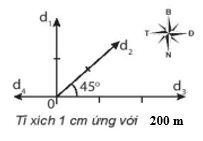 d₁
B
d₂
T
Đ
N
d₄
45°
d₃
0
Tỉ xích 1 cm ứng với 200 m